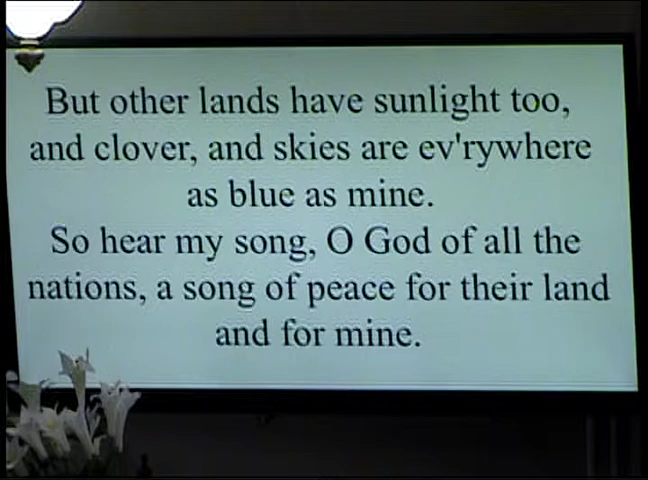 But other lands have sunlight too,
and clover, and skies are ev'rywhere
as blue as mine.
So hear my song, O God of all the
nations, a song of peace for their land
and for mine.